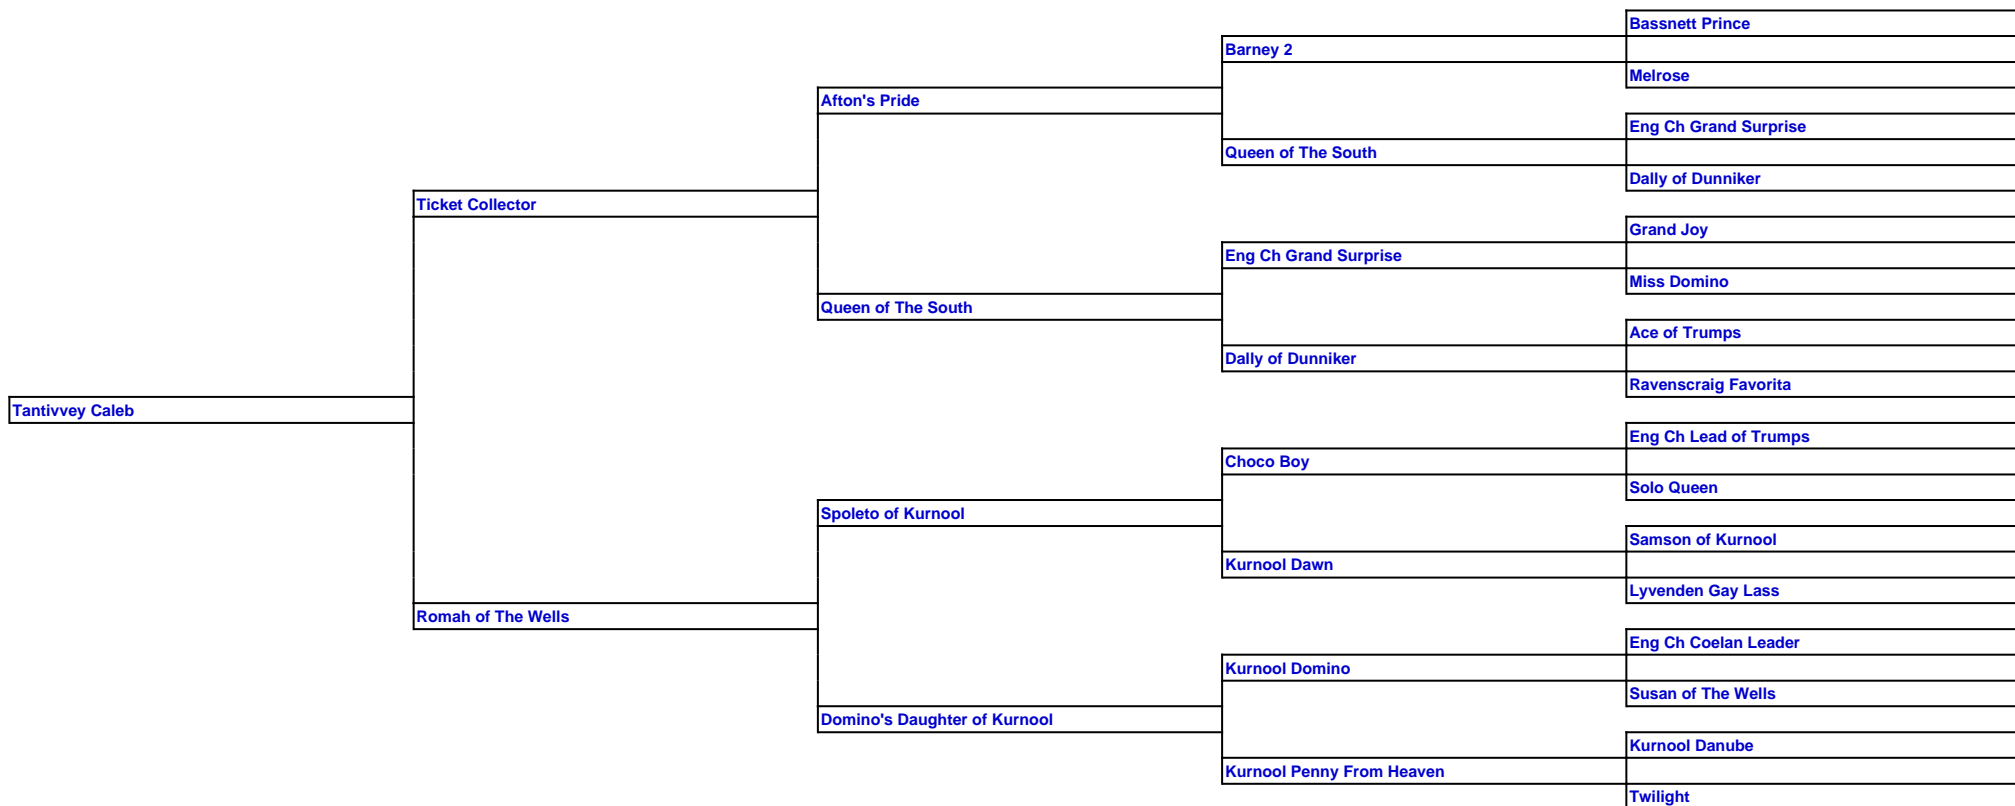 Bassnett Prince
Barney 2
Melrose
Afton's Pride
Eng Ch Grand Surprise
Queen of The South
Dally of Dunniker
Ticket Collector
Grand Joy
Eng Ch Grand Surprise
Miss Domino
Queen of The South
Ace of Trumps
Dally of Dunniker
Ravenscraig Favorita
Tantivvey Caleb
Eng Ch Lead of Trumps
Choco Boy
Solo Queen
Spoleto of Kurnool
Samson of Kurnool
Kurnool Dawn
Lyvenden Gay Lass
Romah of The Wells
Eng Ch Coelan Leader
Kurnool Domino
Susan of The Wells
Domino's Daughter of Kurnool
Kurnool Danube
Kurnool Penny From Heaven
Twilight